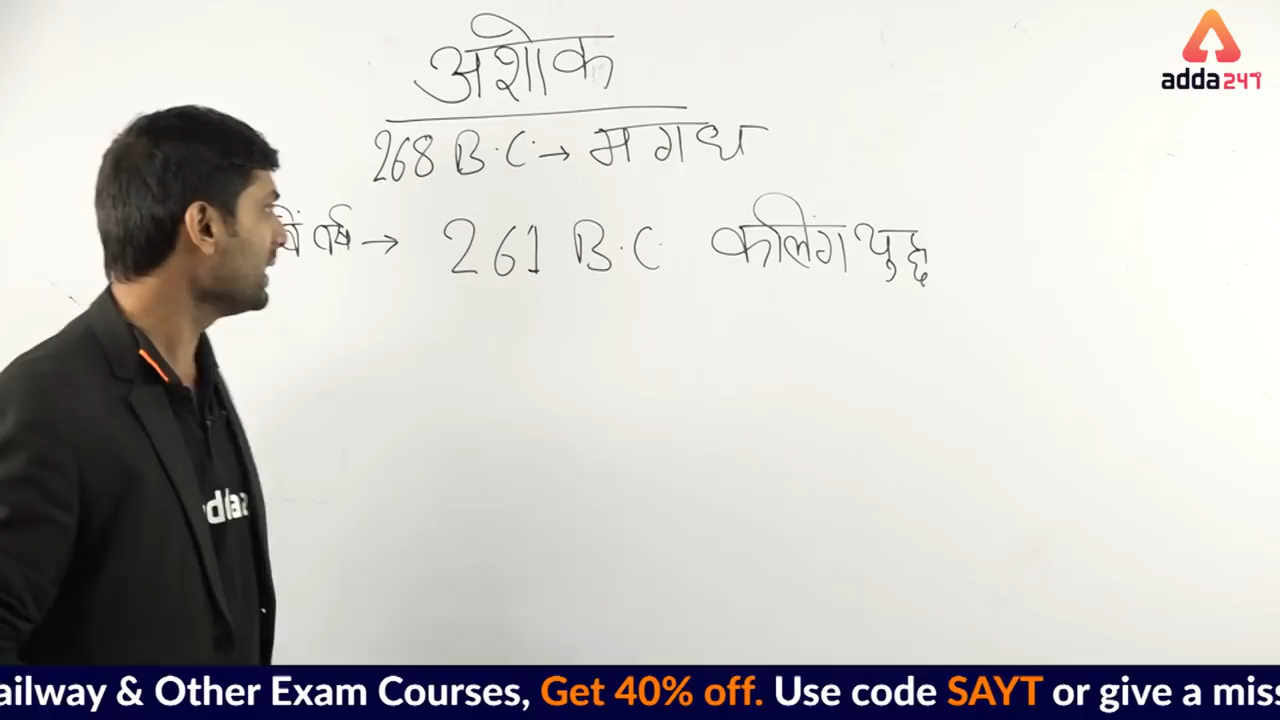 अशोक
268 B.C. → मगध
वर्ष → 261 B.C. कलिंग युद्ध
adda247
adda2
ailway & Other Exam Courses, Get 40% off. Use code SAYT or give a miss